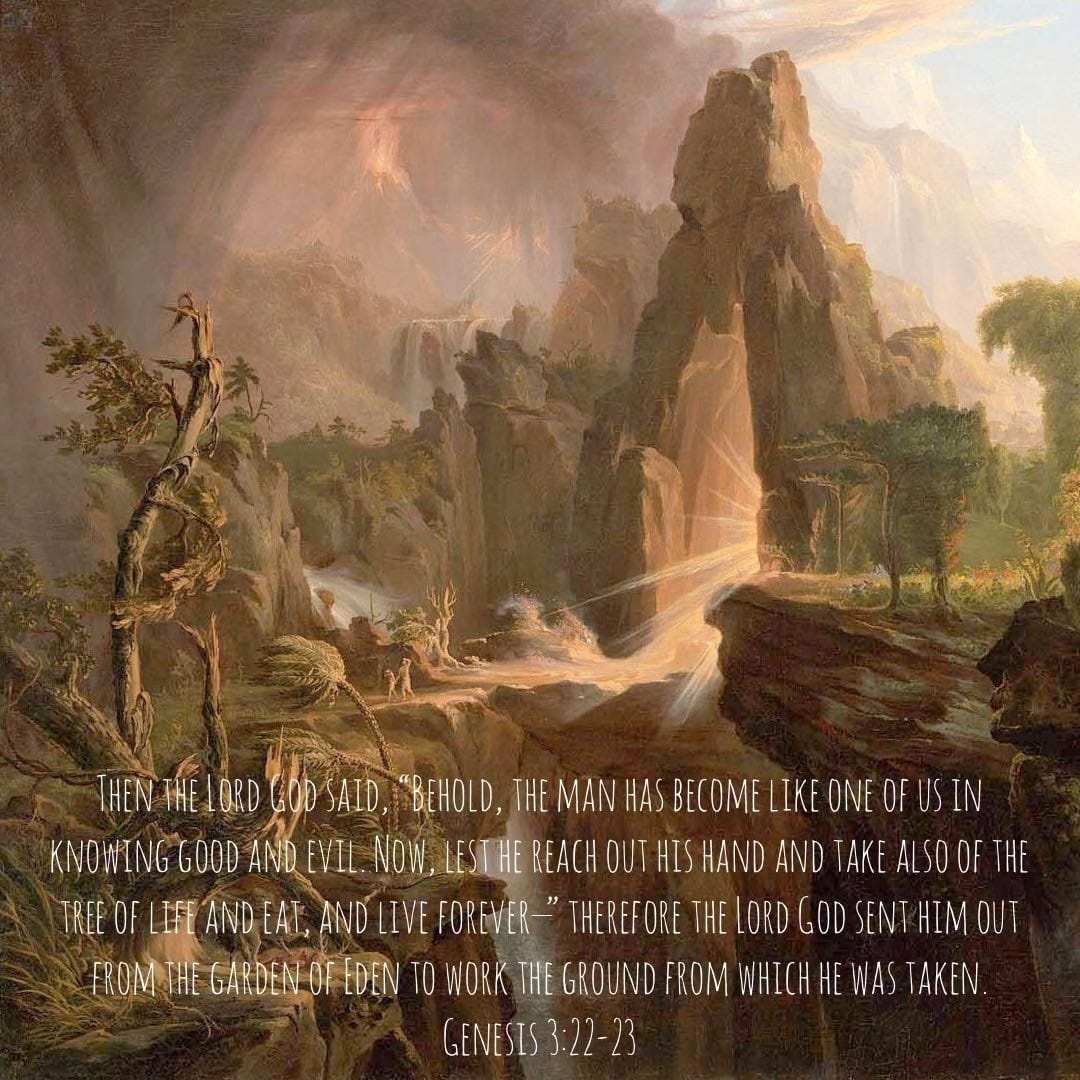 Then the Lord God said, “Behold, the man has become like one of us in
knowing good and evil. Now, lest he reach out his hand and take also of the
tree of life and eat, and live forever—” therefore the Lord God sent him out
from the garden of Eden to work the ground from which he was taken.
Genesis 3:22-23